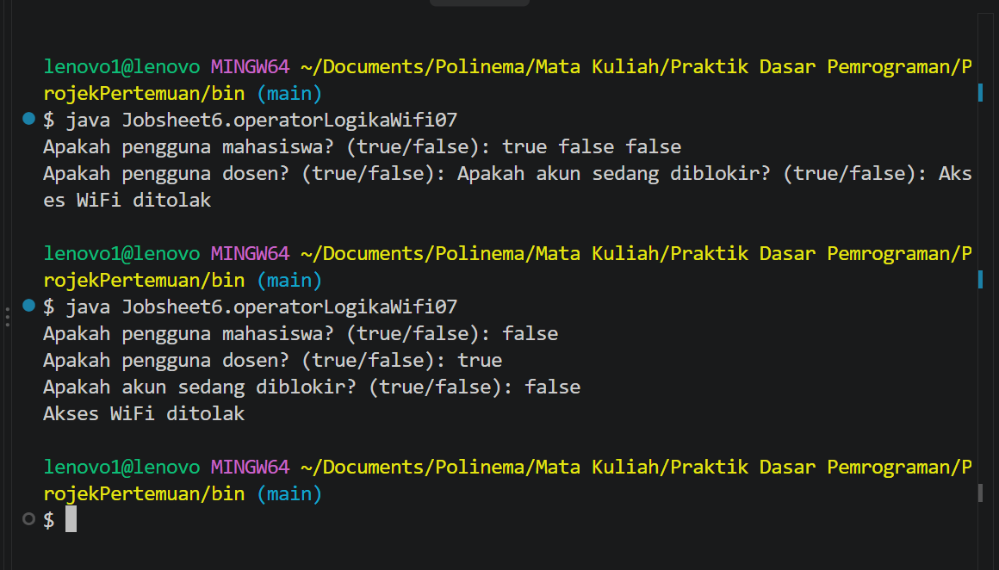 lenovo1@lenovo MINGW64 ~/Documents/Polinema/Mata Kuliah/Praktik Dasar Pemrograman/P
rojekPertemuan/bin (main)
$ java Jobsheet6.operatorLogikaWifi07
Apakah pengguna mahasiswa? (true/false): true false false
Apakah pengguna dosen? (true/false): Apakah akun sedang diblokir? (true/false): Aks
es WiFi ditolak
lenovo1@lenovo MINGW64 ~/Documents/Polinema/Mata Kuliah/Praktik Dasar Pemrograman/P
rojekPertemuan/bin (main)
$ java Jobsheet6.operatorLogikaWifi07
Apakah pengguna mahasiswa? (true/false): false
Apakah pengguna dosen? (true/false): true
Apakah akun sedang diblokir? (true/false): false
Akses WiFi ditolak
lenovo1@lenovo MINGW64 ~/Documents/Polinema/Mata Kuliah/Praktik Dasar Pemrograman/P
rojekPertemuan/bin (main)
$